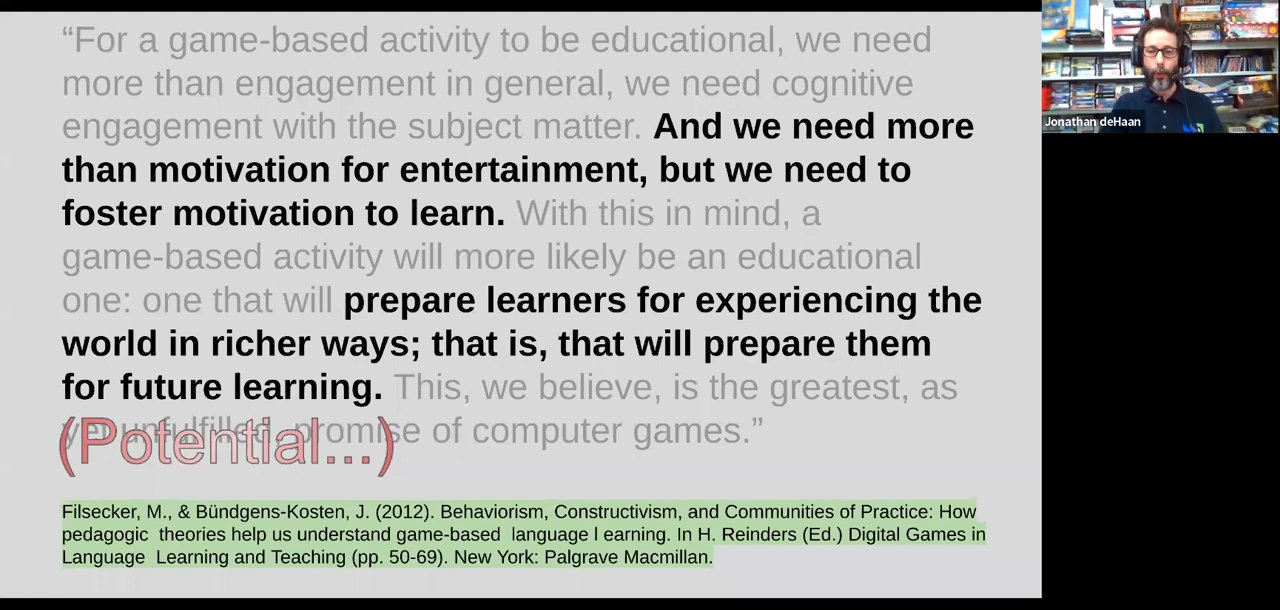 “For a game-based activity to be educational, we need
more than engagement in general, we need cognitive
engagement with the subject matter. And we need more
than motivation for entertainment, but we need to
foster motivation to learn. With this in mind, a
game-based activity will more likely be an educational
one: one that will prepare learners for experiencing the
world in richer ways; that is, that will prepare them
for future learning. This, we believe, is the greatest, as
yet unfulfilled, promise of computer games.”
(Potential...)
Filsecker, M., & Bündgens-Kosten, J. (2012). Behaviorism, Constructivism, and Communities of Practice: How
pedagogic theories help us understand game-based language l earning. In H. Reinders (Ed.) Digital Games in
Language Learning and Teaching (pp. 50-69). New York: Palgrave Macmillan.
Jonathan deHaan